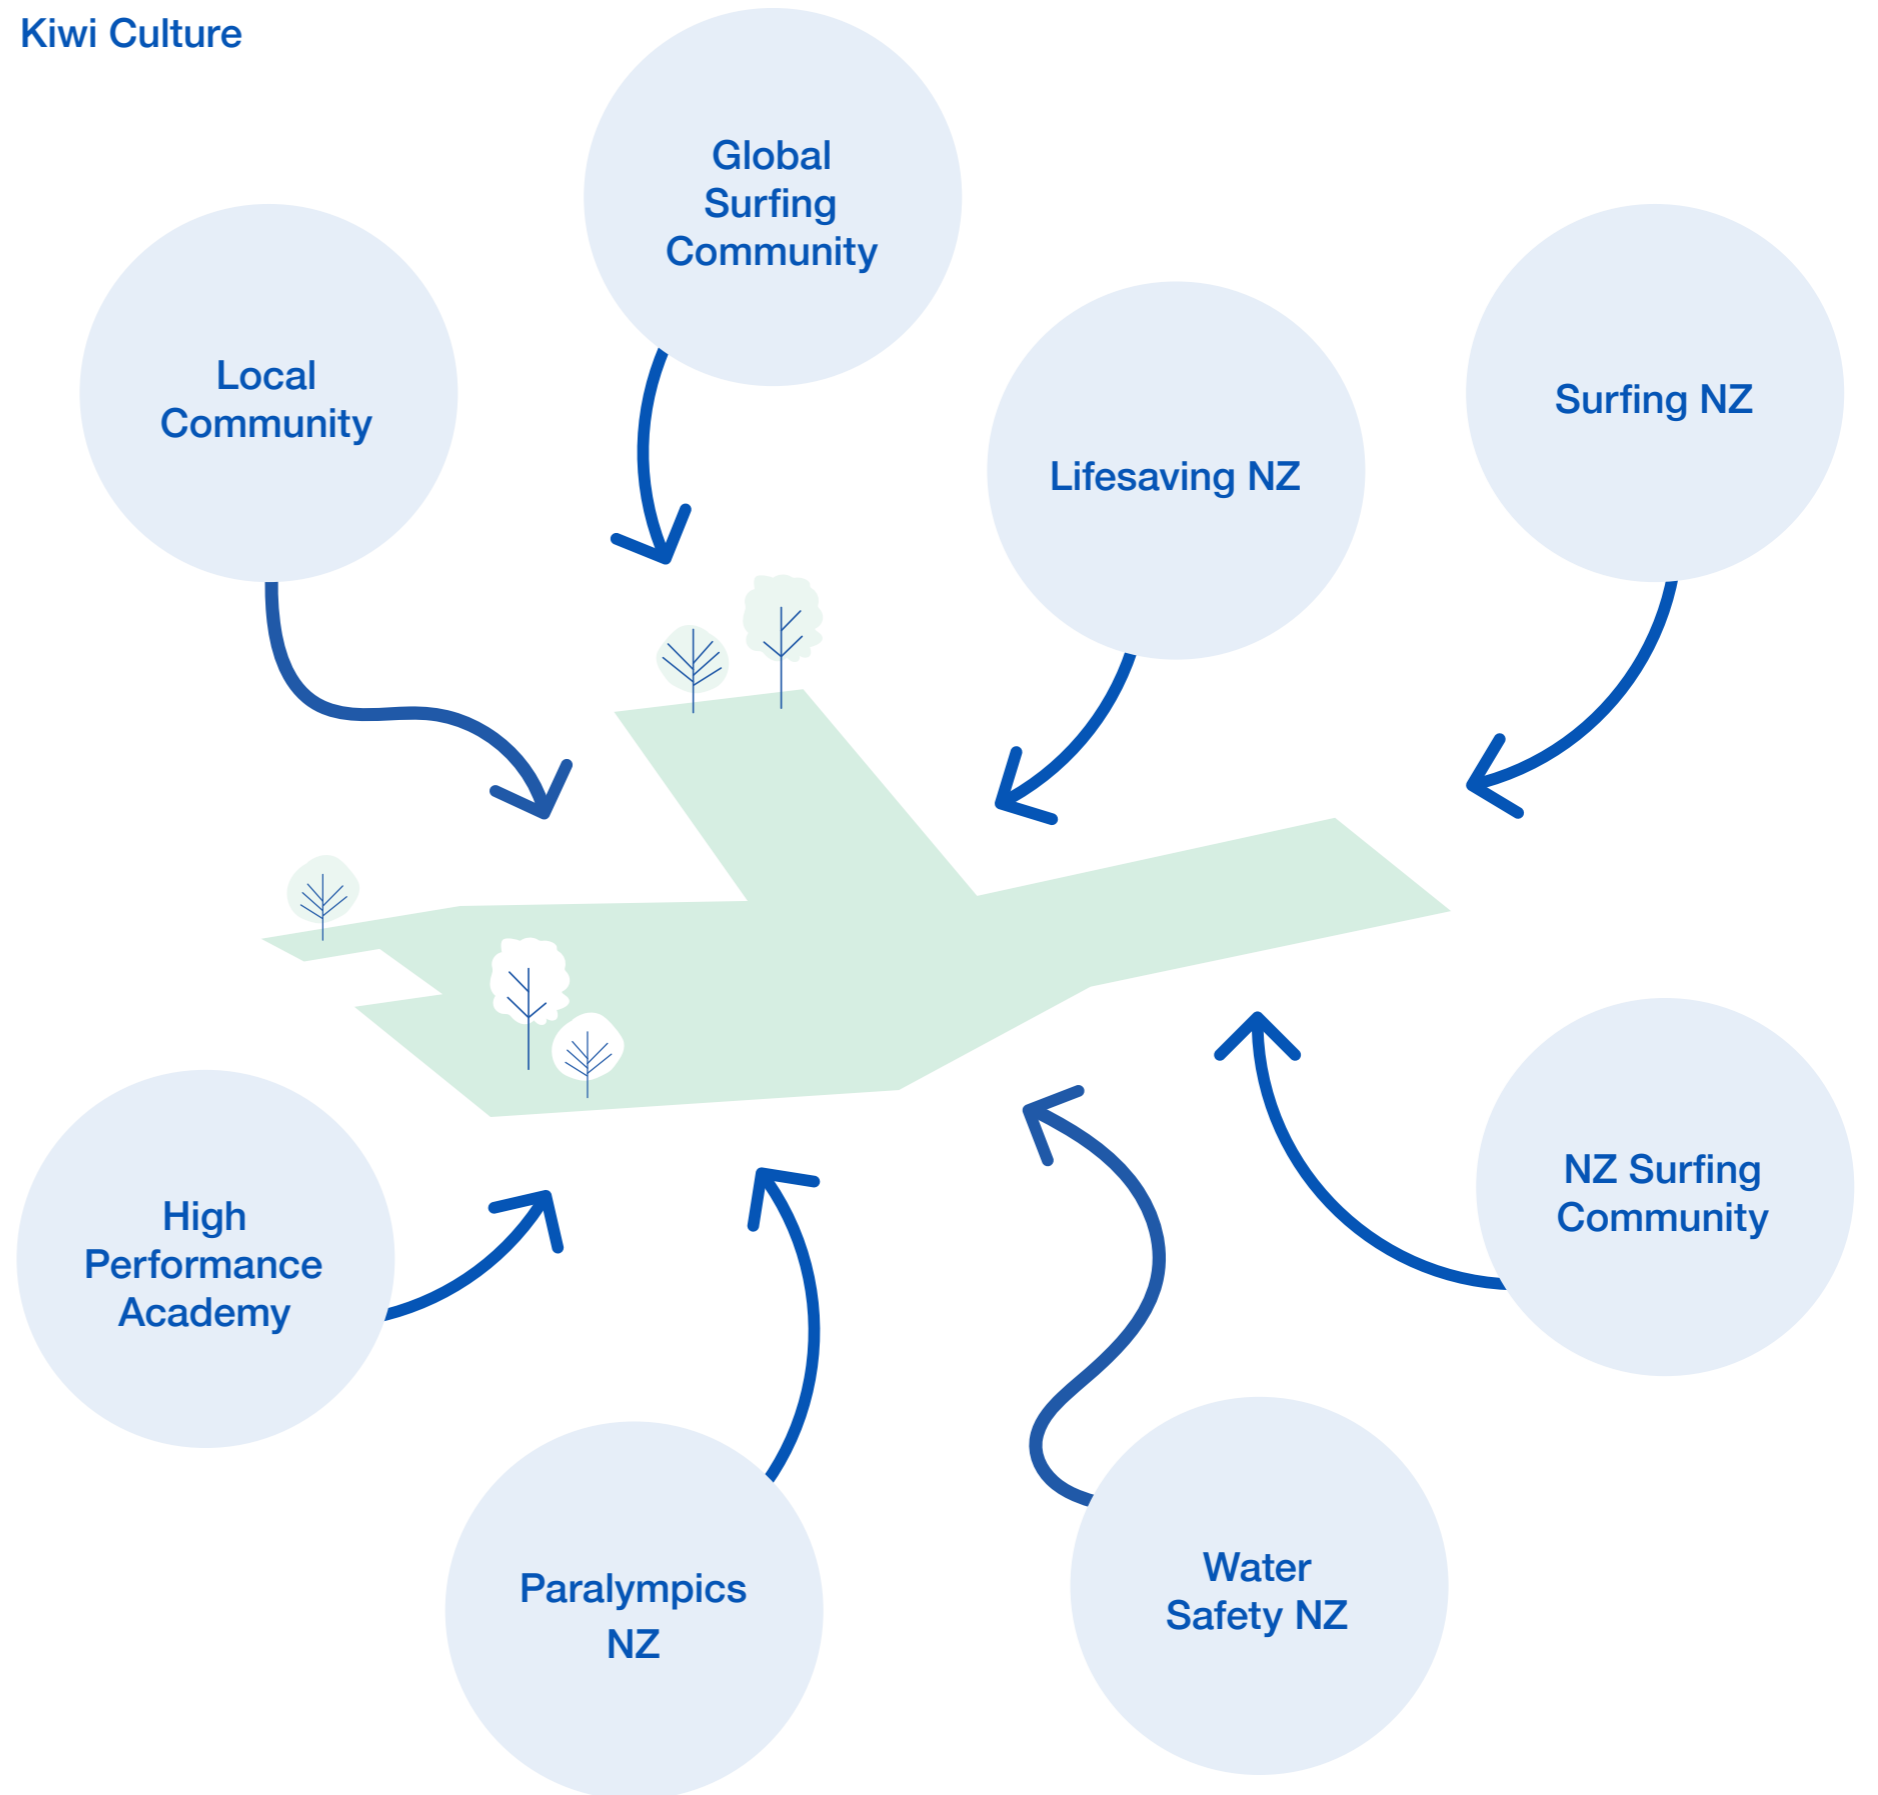 Kiwi Culture
Global
Surfing
Community
Local
Community
Surfing NZ
Lifesaving NZ
NZ Surfing
Community
High
Performance
Academy
Water
Safety NZ
Paralympics
NZ